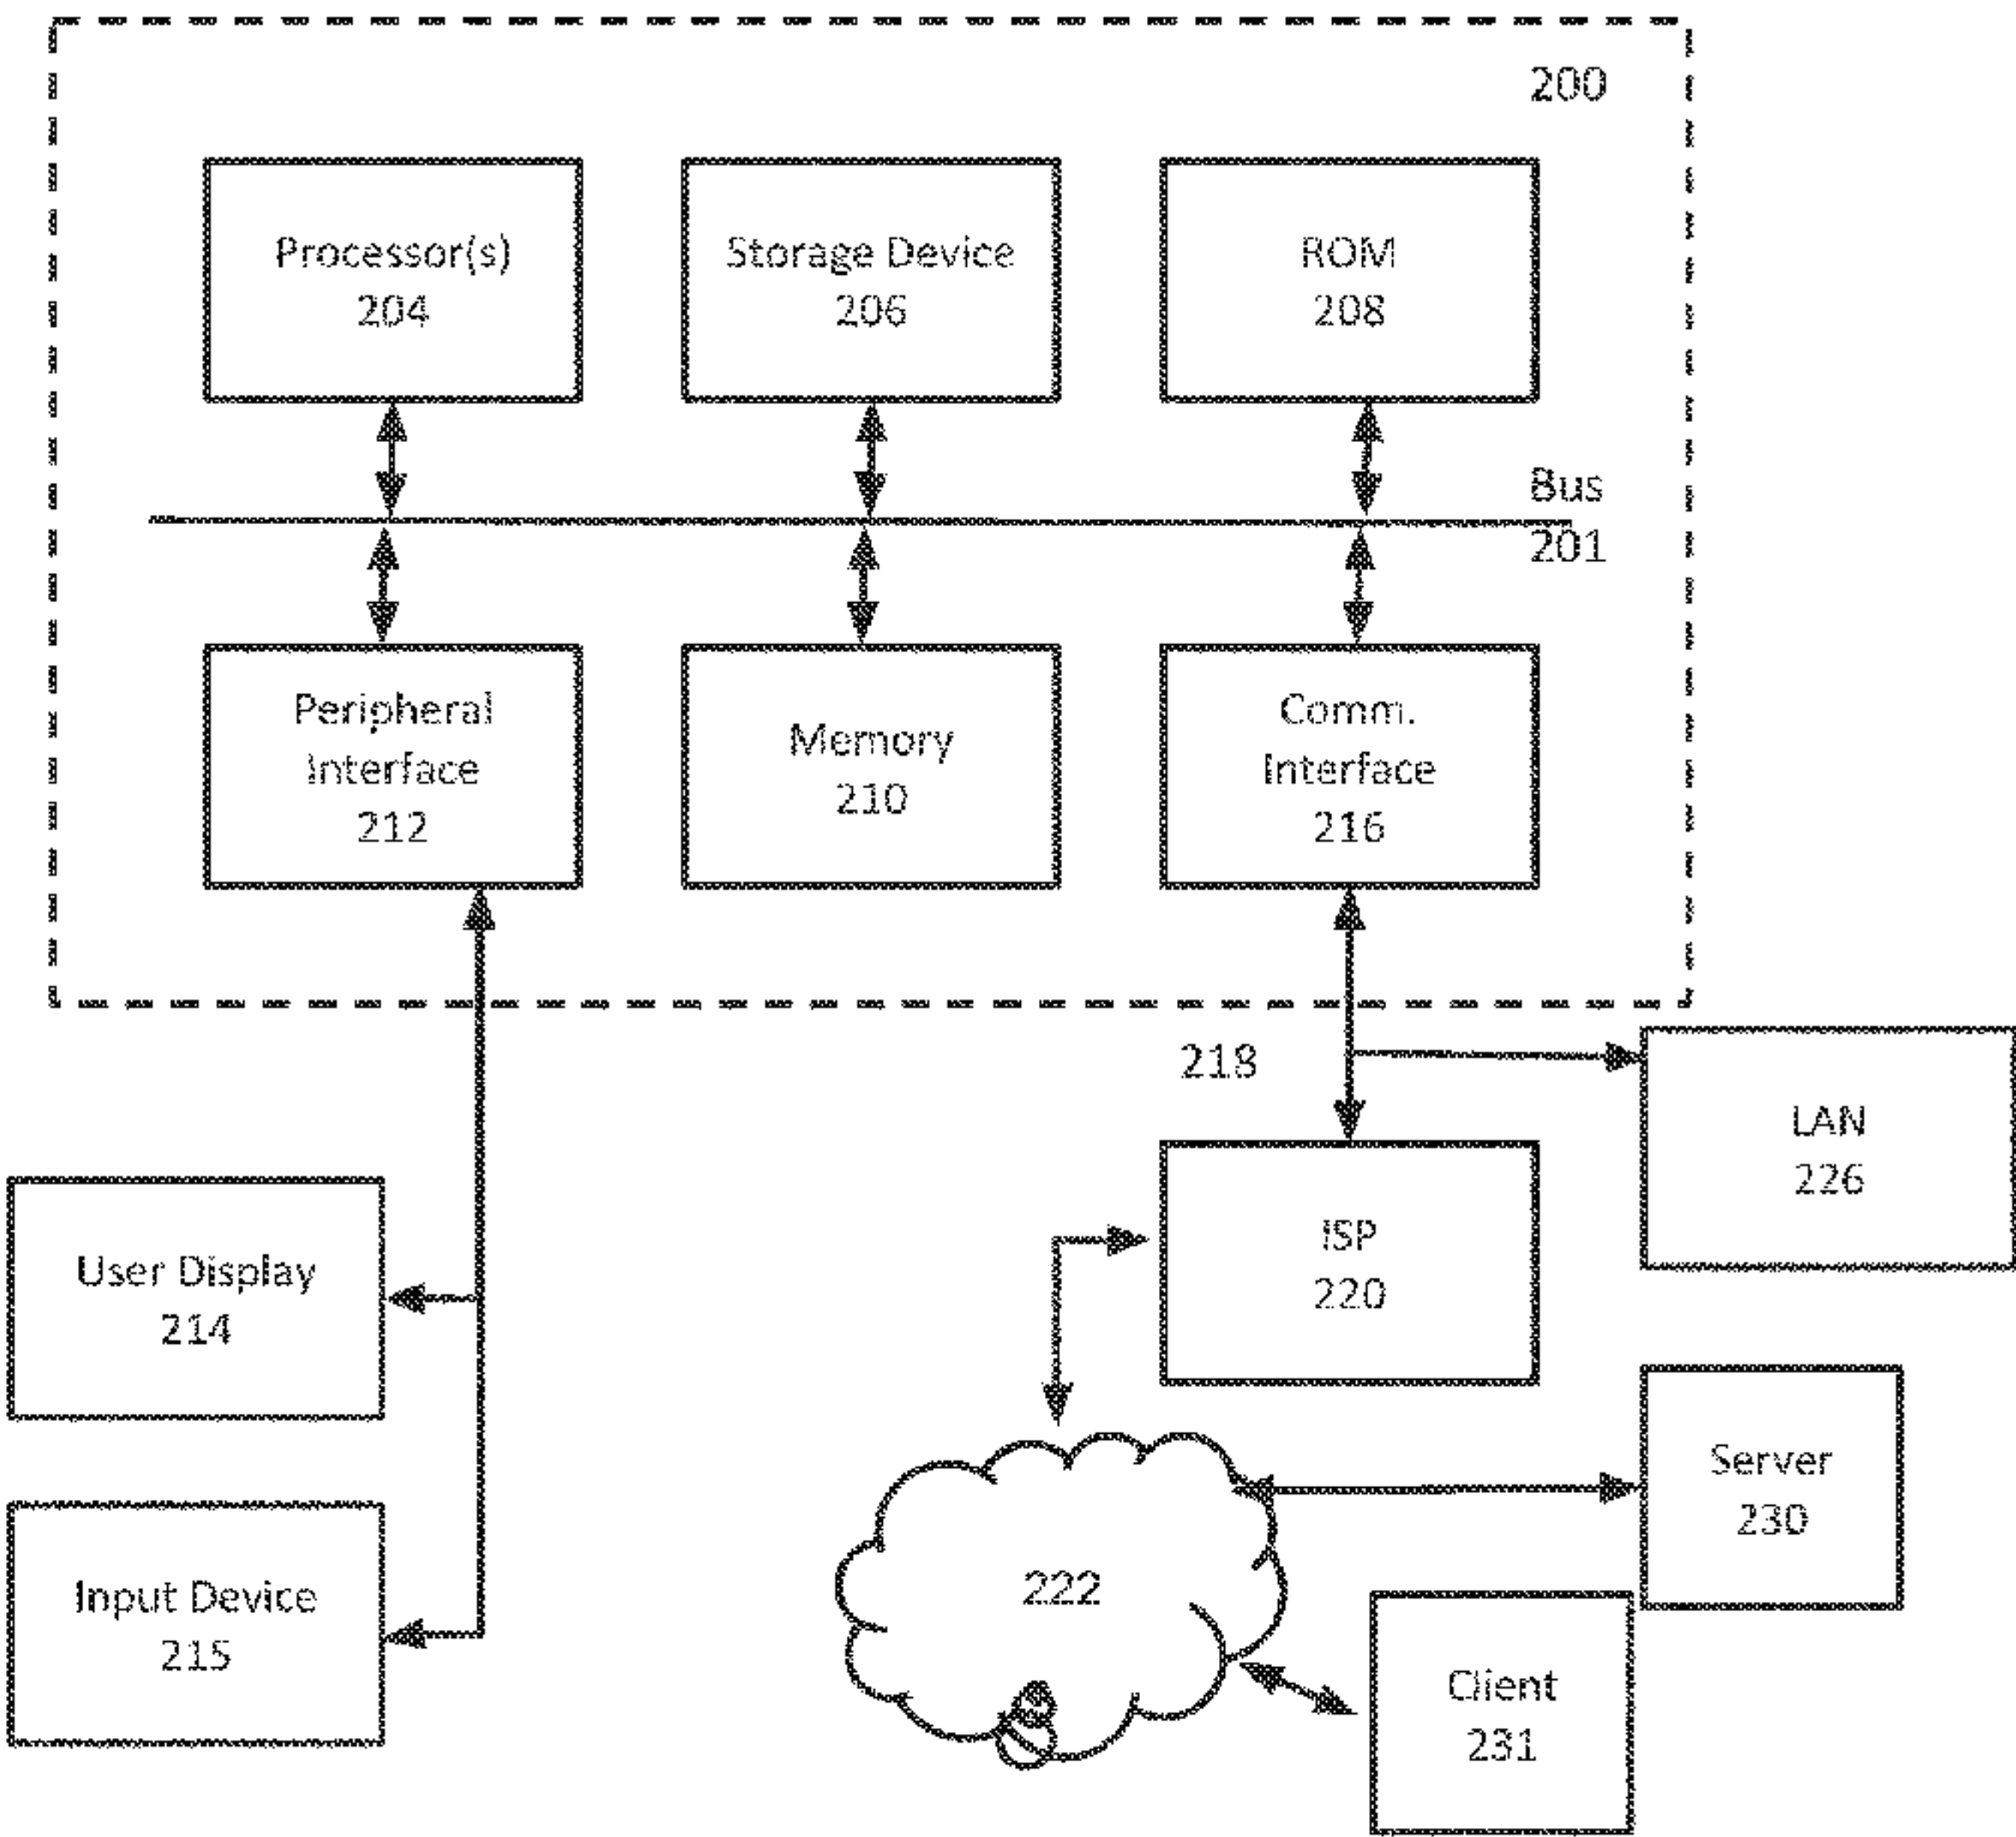 200
Processor(s)
204
Storage Device
206
ROM
208
Bus
201
Peripheral
Interface
212
Memory
210
Comm.
Interface
216
218
LAN
226
User Display
214
ISP
220
Input Device
215
222
Server
230
Client
231